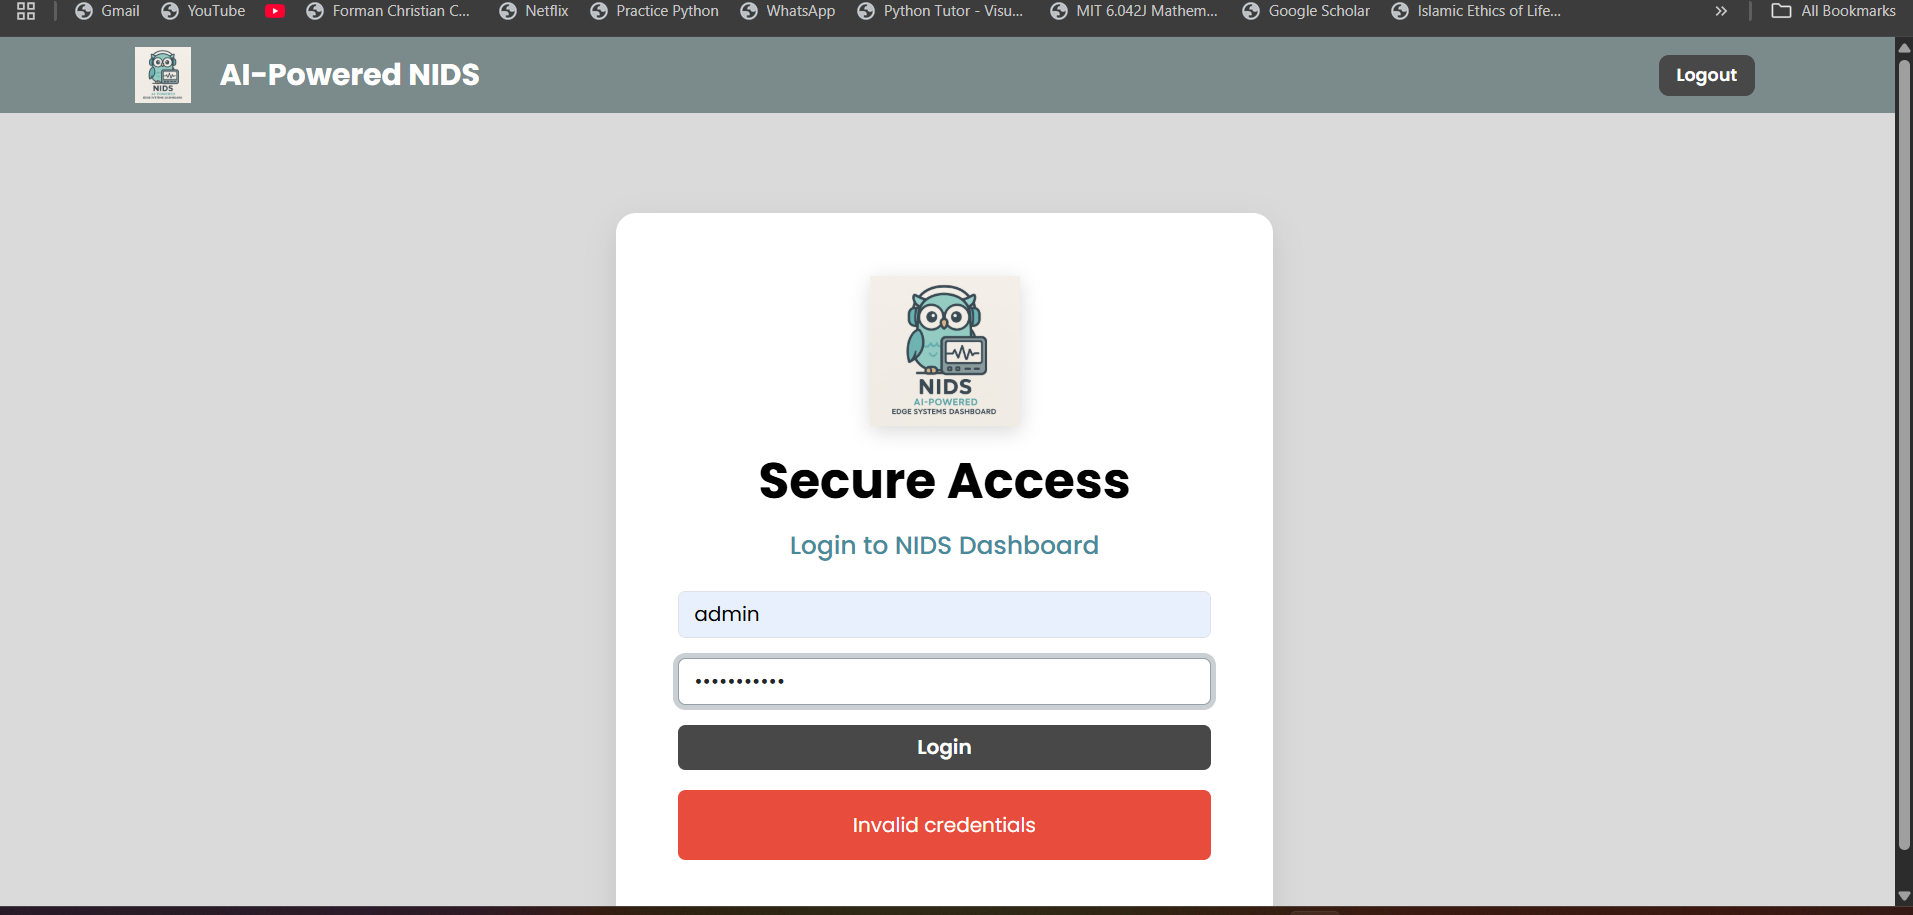 Gmail YouTube Forman Christian C... Netflix Practice Python WhatsApp Python Tutor - Visu... MIT 6.042J Mathem... Google Scholar Islamic Ethics of Life... » All Bookmarks
NIDS
AI-Powered NIDS
Logout
NIDS
AI-POWERED
EDGE SYSTEMS DASHBOARD
Secure Access
Login to NIDS Dashboard
admin
•••••••••••
Login
Invalid credentials